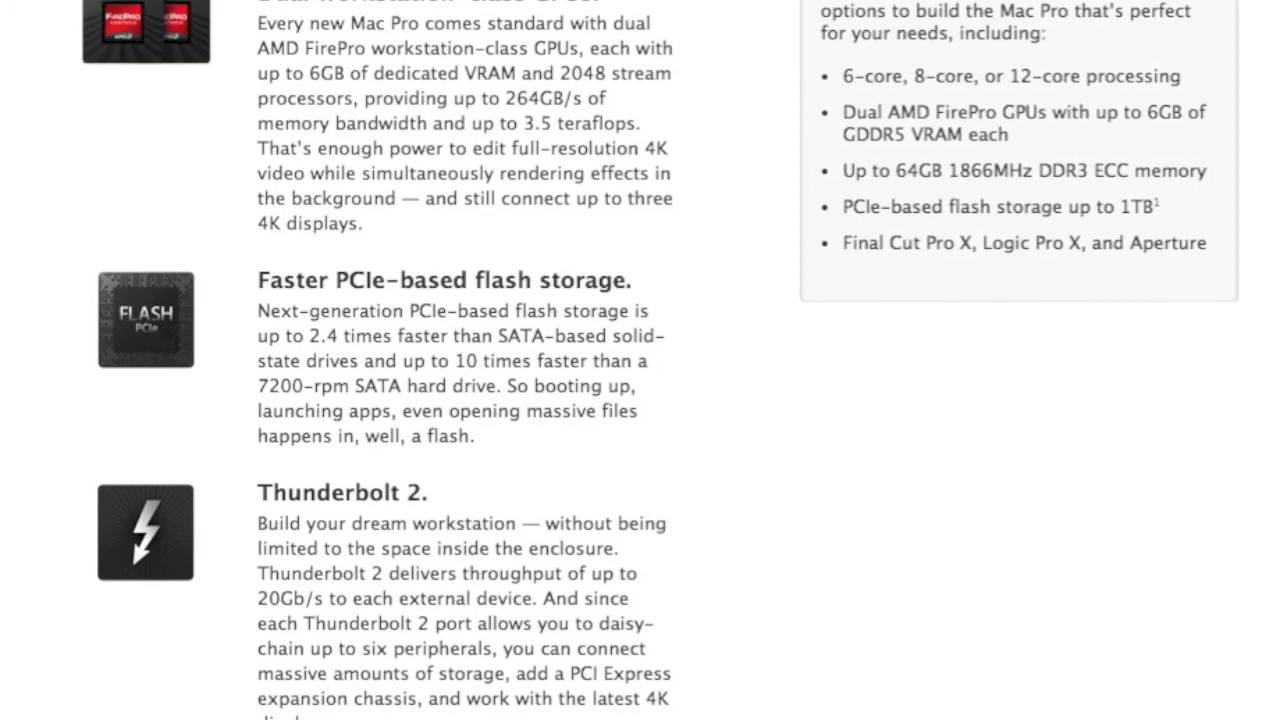 FIREPRO
GRAPHICS
AMD
FIREPRO
AMD
Every new Mac Pro comes standard with dual
AMD FirePro workstation-class GPUs, each with
up to 6GB of dedicated VRAM and 2048 stream
processors, providing up to 264GB/s of
memory bandwidth and up to 3.5 teraflops.
That's enough power to edit full-resolution 4K
video while simultaneously rendering effects in
the background — and still connect up to three
4K displays.
FLASH
PCIe
Faster PCIe-based flash storage.
Next-generation PCIe-based flash storage is
up to 2.4 times faster than SATA-based solid-
state drives and up to 10 times faster than a
7200-rpm SATA hard drive. So booting up,
launching apps, even opening massive files
happens in, well, a flash.
Thunderbolt 2.
Build your dream workstation — without being
limited to the space inside the enclosure.
Thunderbolt 2 delivers throughput of up to
20Gb/s to each external device. And since
each Thunderbolt 2 port allows you to daisy-
chain up to six peripherals, you can connect
massive amounts of storage, add a PCI Express
expansion chassis, and work with the latest 4K
options to build the Mac Pro that's perfect
for your needs, including:
• 6-core, 8-core, or 12-core processing
• Dual AMD FirePro GPUs with up to 6GB of
GDDR5 VRAM each
• Up to 64GB 1866MHz DDR3 ECC memory
• PCIe-based flash storage up to 1TB¹
• Final Cut Pro X, Logic Pro X, and Aperture